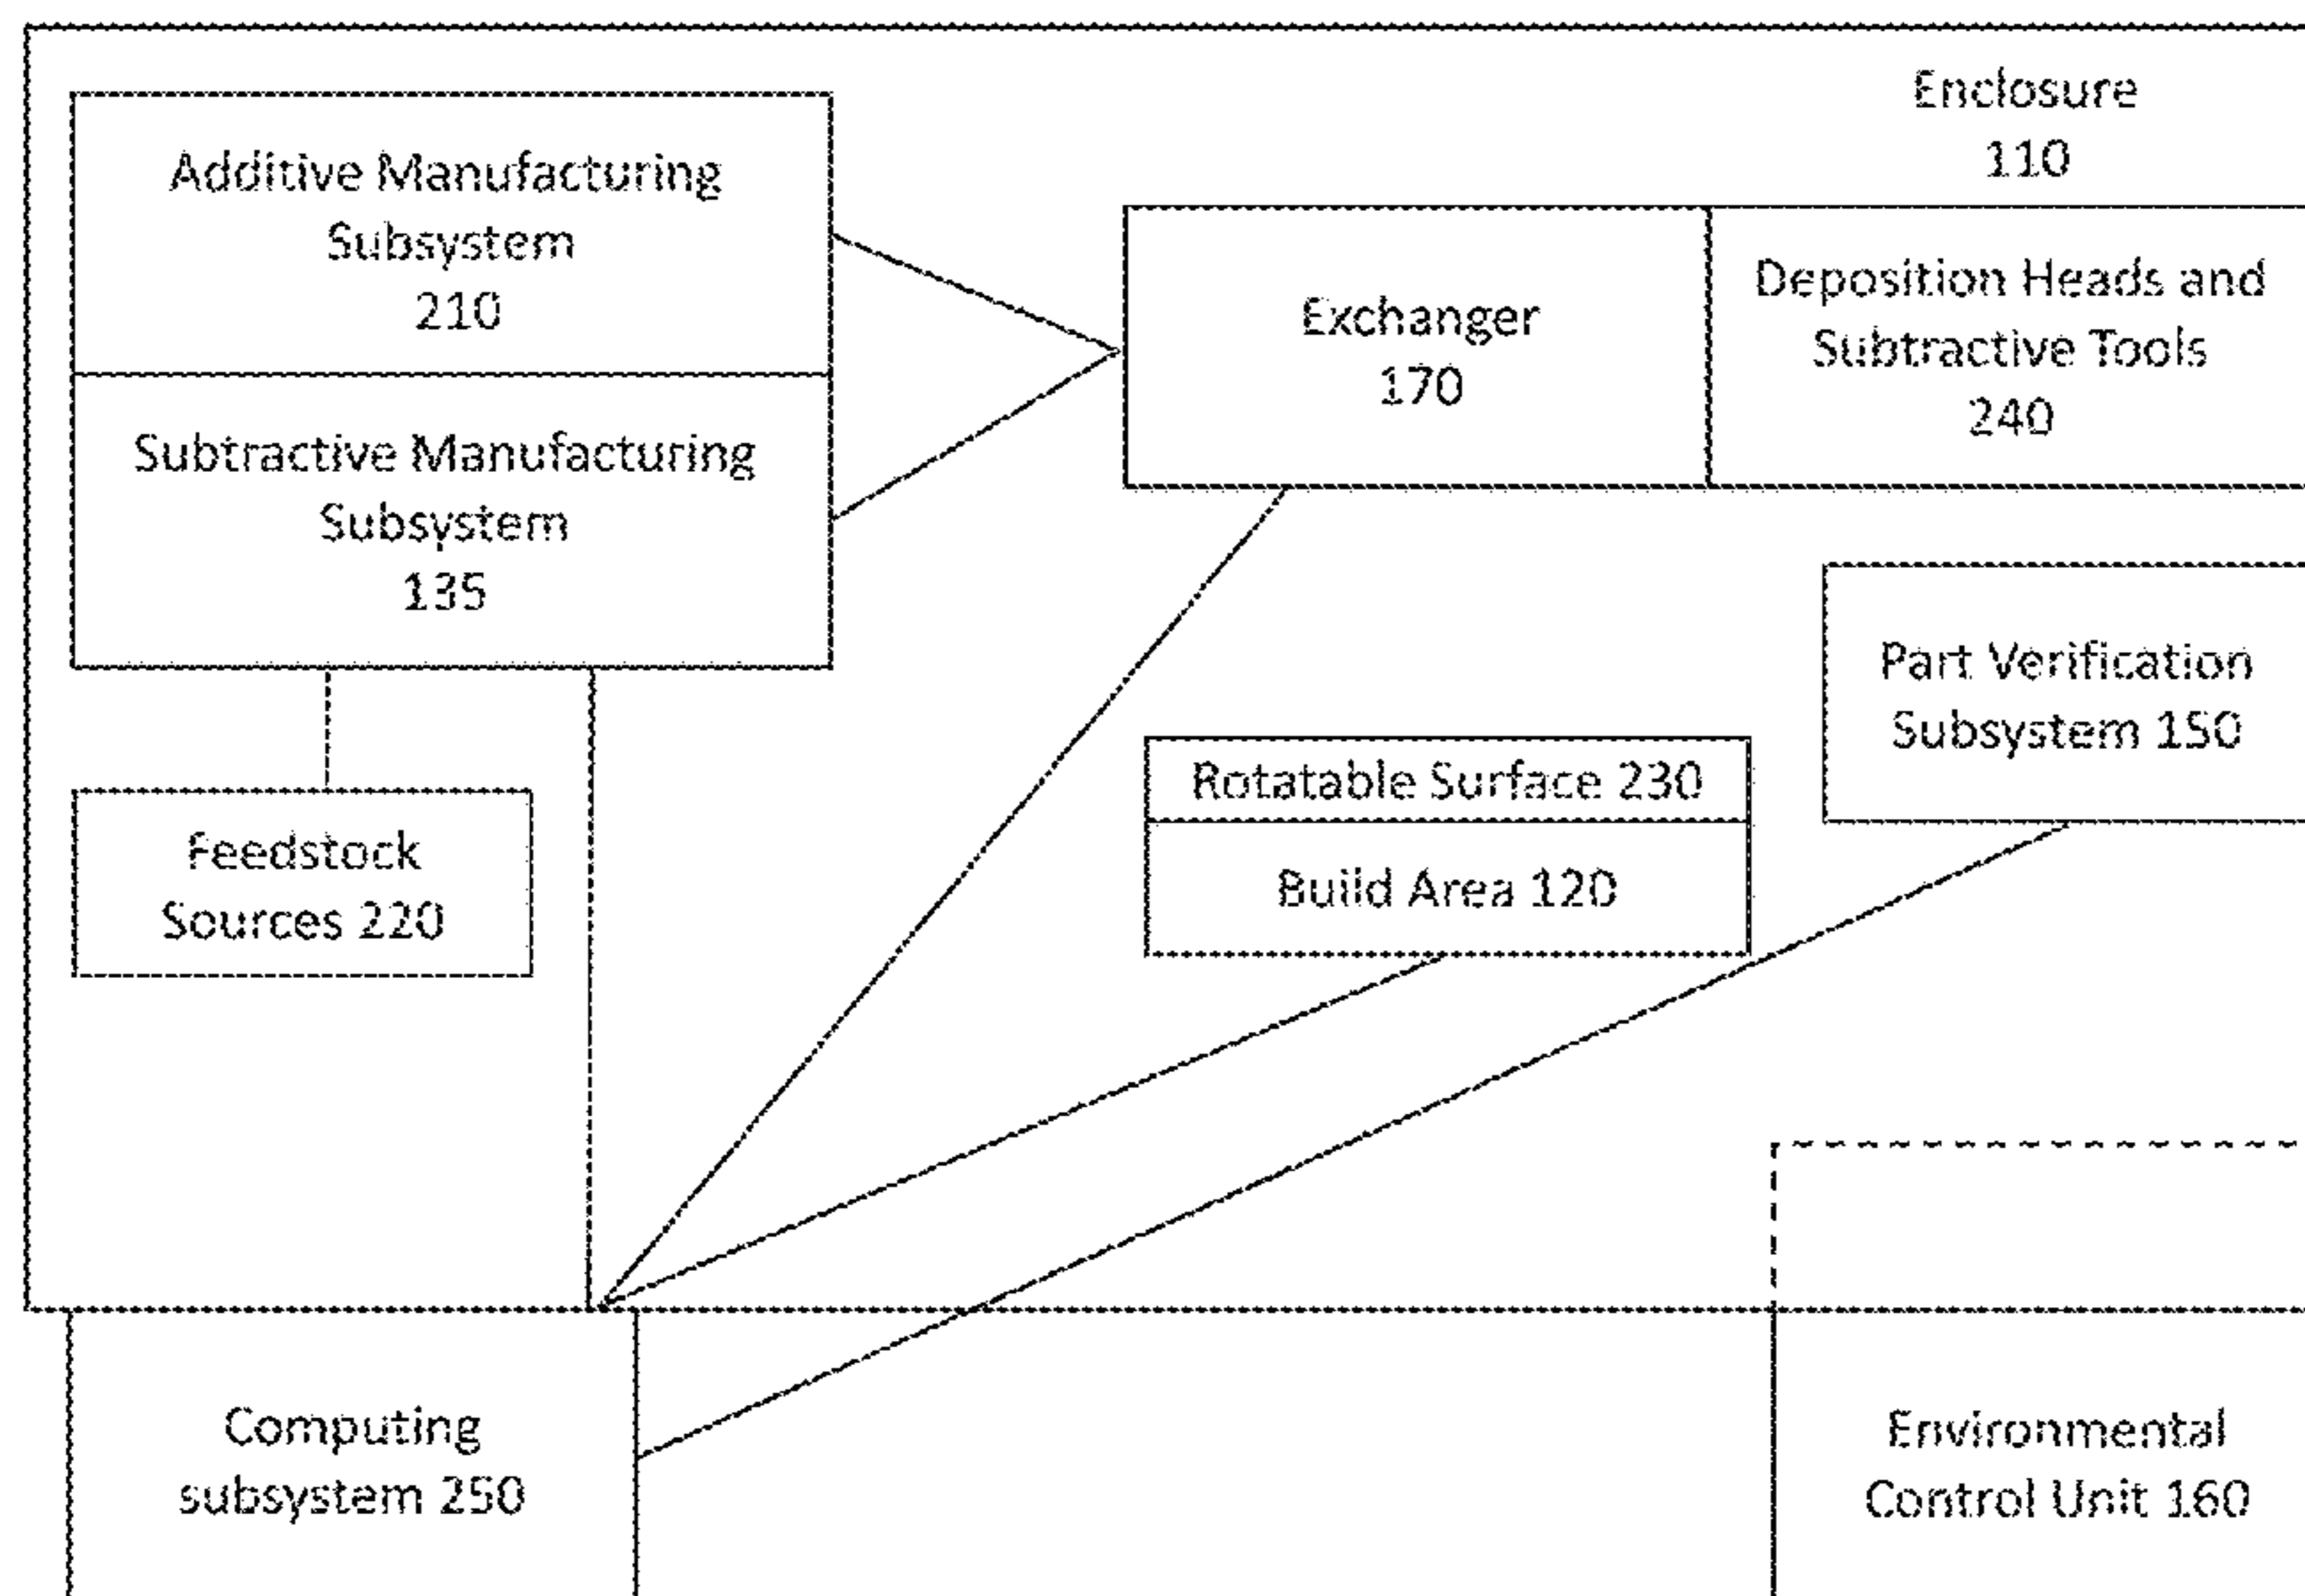 Enclosure
110
Additive Manufacturing
Subsystem
210
Deposition Heads and
Subtractive Tools
240
Exchanger
170
Subtractive Manufacturing
Subsystem
135
Part Verification
Subsystem 150
Rotatable Surface 230
Build Area 120
Feedstock
Sources 220
Computing
subsystem 250
Environmental
Control Unit 160